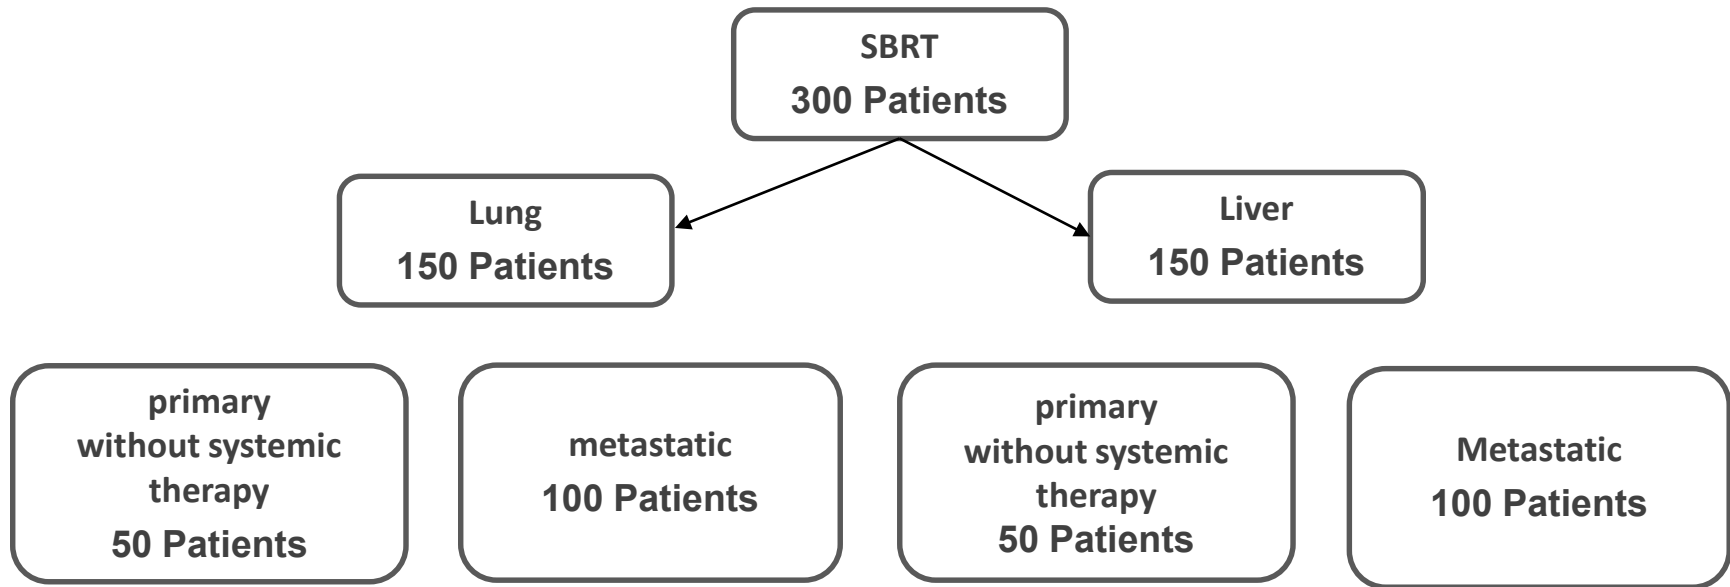 SBRT
300 Patients
Lung
150 Patients
Liver
150 Patients
primary
without systemic
therapy
50 Patients
metastatic
100 Patients
primary
without systemic
therapy
50 Patients
Metastatic
100 Patients